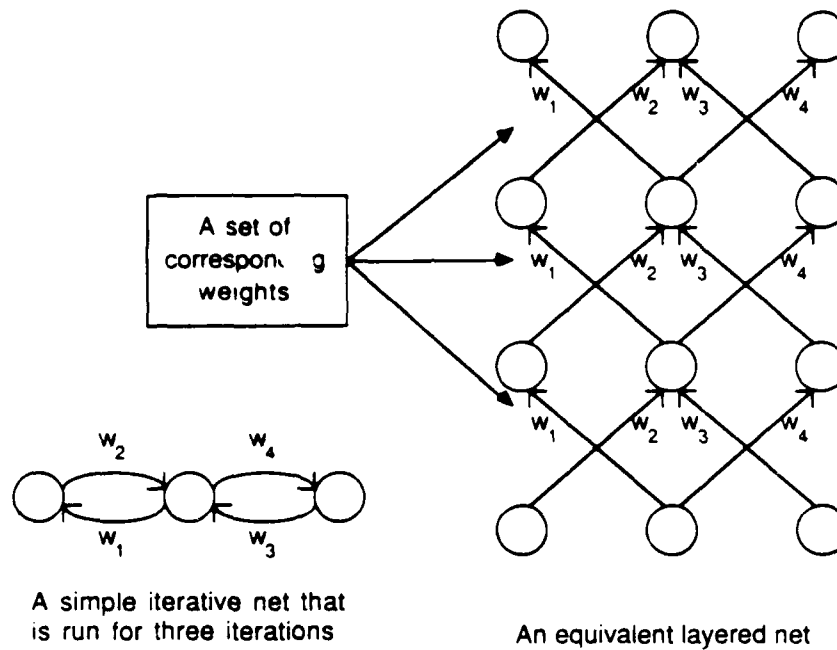 w1 w2 w3 w4
A set of
correspon g
weights
w1 w2 w3 w4
w1 w2 w3 w4
w2 w4
w1 w3
A simple iterative net that
is run for three iterations
An equivalent layered net